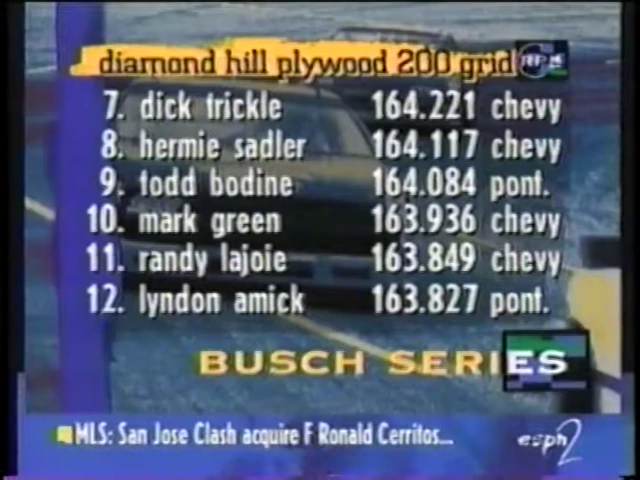 diamond hill plywood 200 grid
7. dick trickle 164.221 chevy
8. hermie sadler 164.117 chevy
9. todd bodine 164.084 pont.
10. mark green 163.936 chevy
11. randy lajoie 163.849 chevy
12. lyndon amick 163.827 pont.
BUSCH SERIES
MLS: San Jose Clash acquire F Ronald Cerritos...
espn2